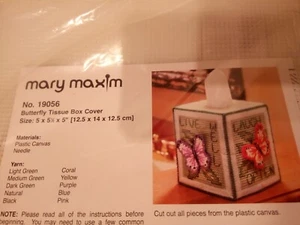 mary maxim
No. 19056
Butterfly Tissue Box Cover
Size: 5 x 5½ x 5" [12.5 x 14 x 12.5 cm]
Materials:
Plastic Canvas
Needle
Yarn:
Light Green Coral
Medium Green Yellow
Dark Green Purple
Natural Blue
Black Pink
NOTE: Please read all of the instructions before
beginning. You may need to use a few common
LIVE
LAUGH
Cut out all pieces from the plastic canvas.